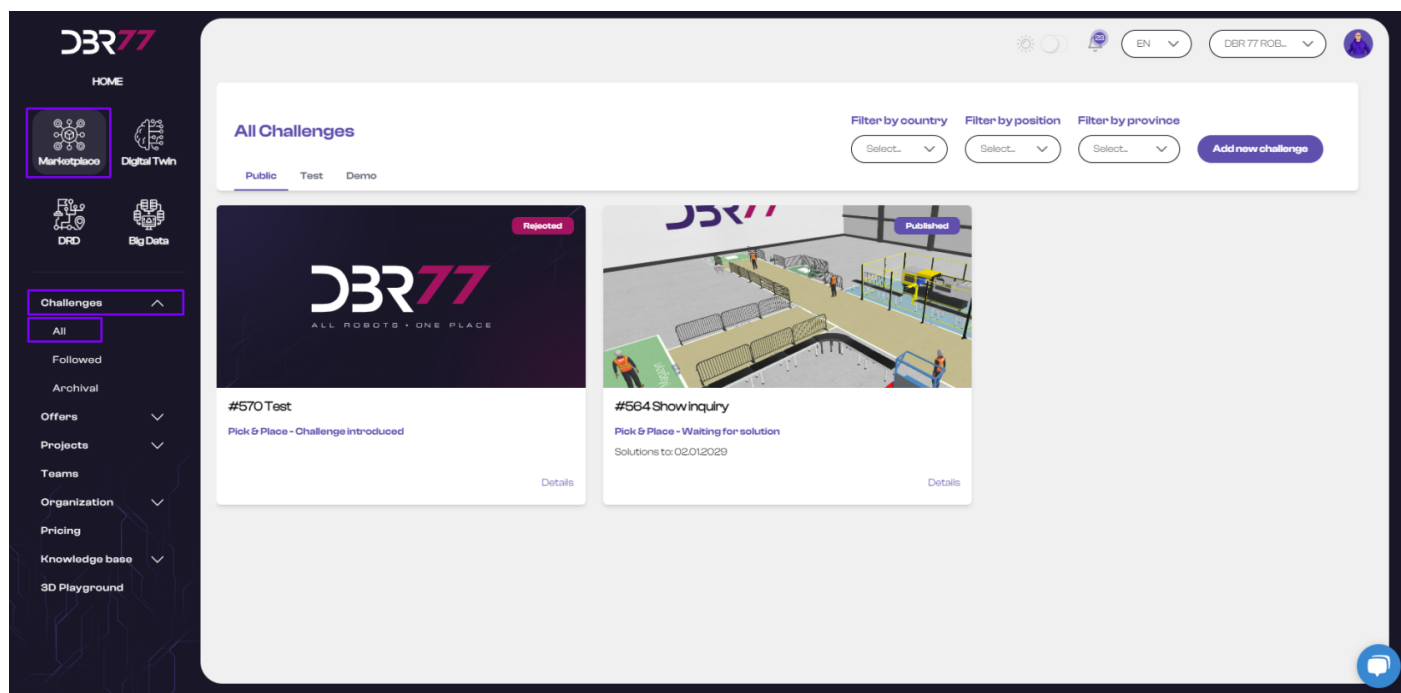 DBR77
HOME
Marketplace
Digital Twin
DRD
Big Data
Challenges
All
Followed
Archival
Offers
Projects
Teams
Organization
Pricing
Knowledge base
3D Playground
23
EN
DBR 77 ROB...
All Challenges
Filter by country
Filter by position
Filter by province
Select...
Select...
Select...
Add new challenge
Public
Test
Demo
Rejected
DBR77
ALL ROBOTS • ONE PLACE
#570 Test
Pick & Place - Challenge introduced
Details
DBR77
Published
#564 Show inquiry
Pick & Place - Waiting for solution
Solutions to: 02.01.2029
Details